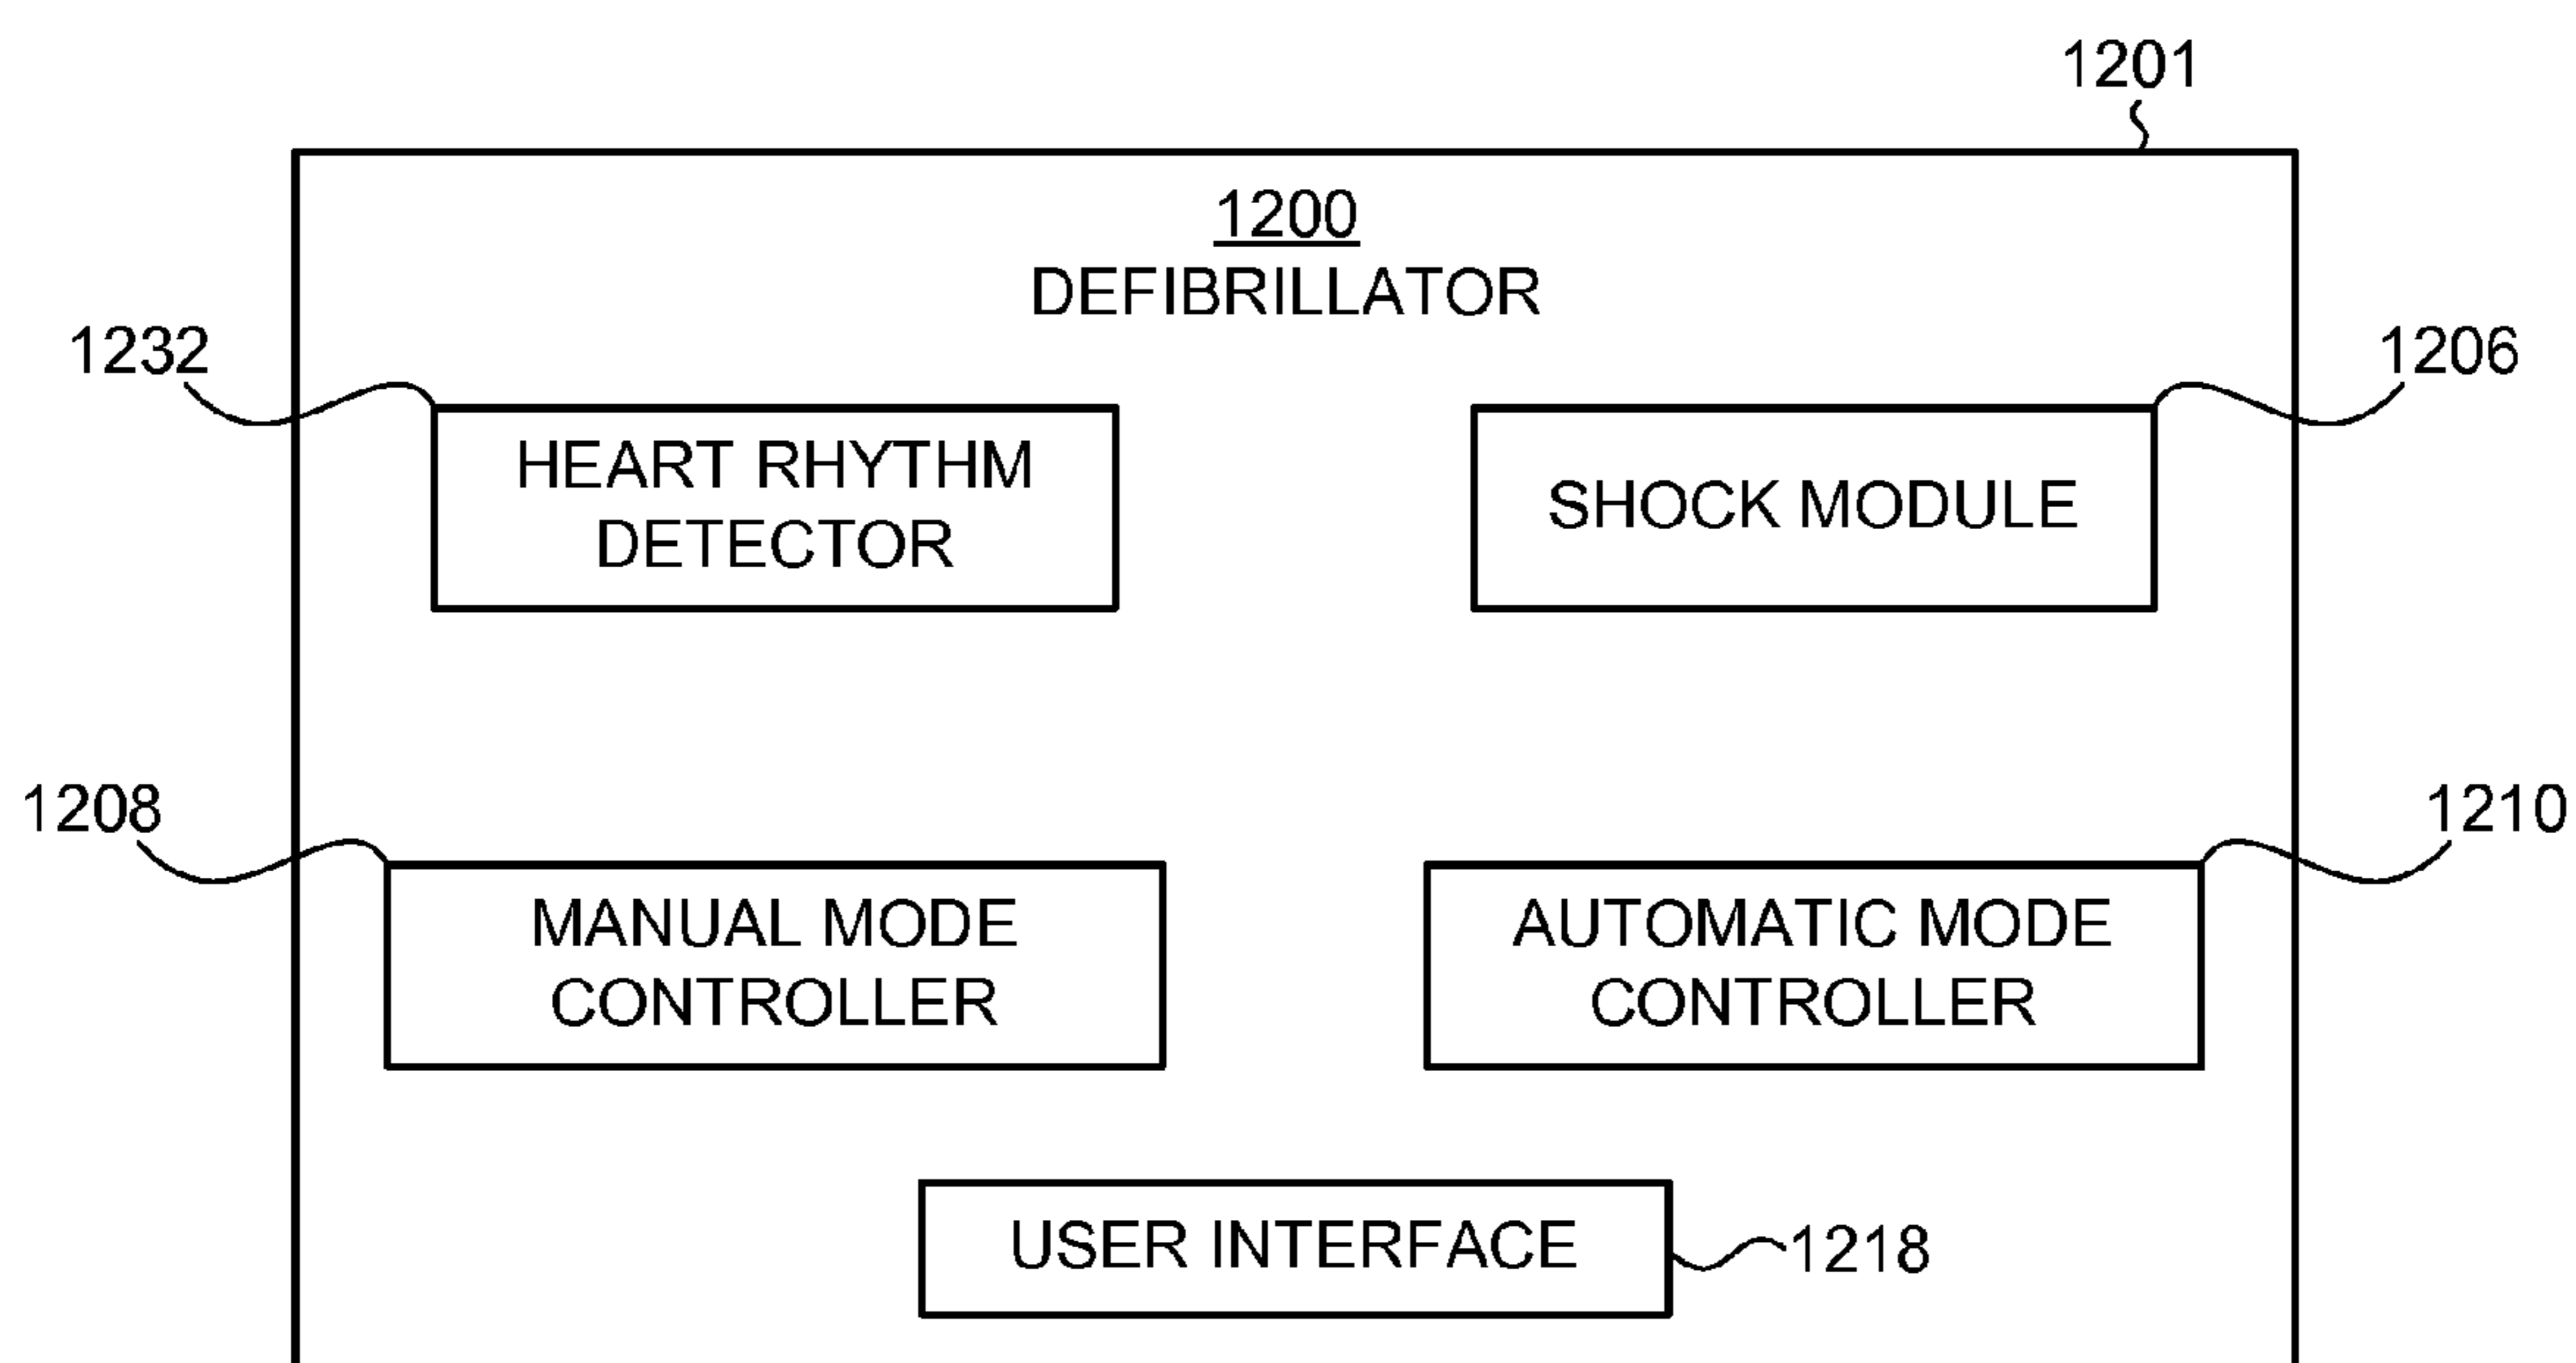 1201
1200
DEFIBRILLATOR
1232
1206
HEART RHYTHM
DETECTOR
SHOCK MODULE
1208
1210
MANUAL MODE
CONTROLLER
AUTOMATIC MODE
CONTROLLER
USER INTERFACE
1218